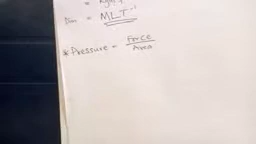 Dim = MLT⁻¹
* Pressure = Force / Area